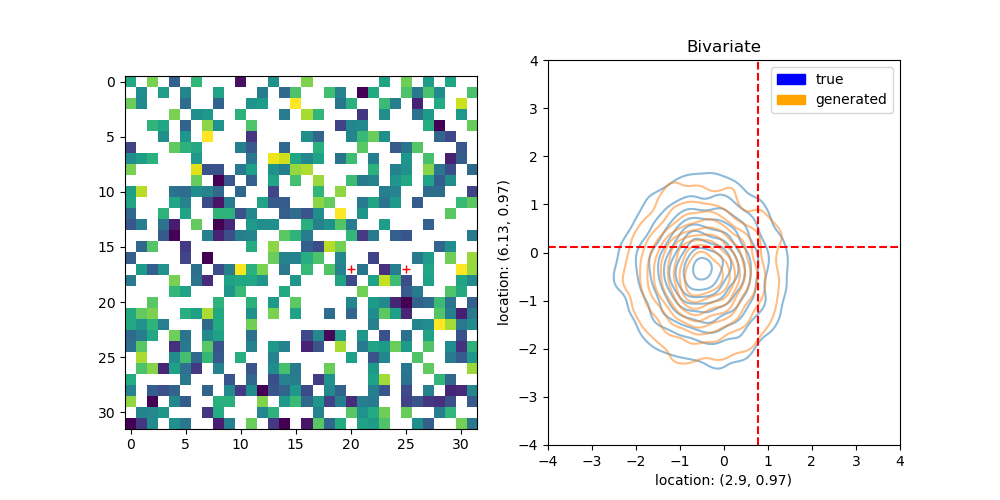 0
5
10
15
20
25
30
0 5 10 15 20 25 30
Bivariate
true
generated
4
3
2
1
0
−1
−2
−3
−4
−4 −3 −2 −1 0 1 2 3 4
location: (6.13, 0.97)
location: (2.9, 0.97)